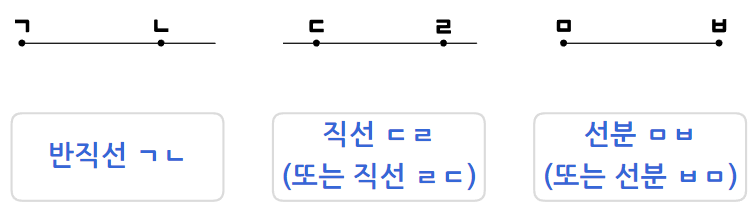 ㄱ ㄴ ㄷ ㄹ ㅁ ㅂ
반직선 ㄱㄴ
직선 ㄷㄹ
(또는 직선 ㄹㄷ)
선분 ㅁㅂ
(또는 선분 ㅂㅁ)